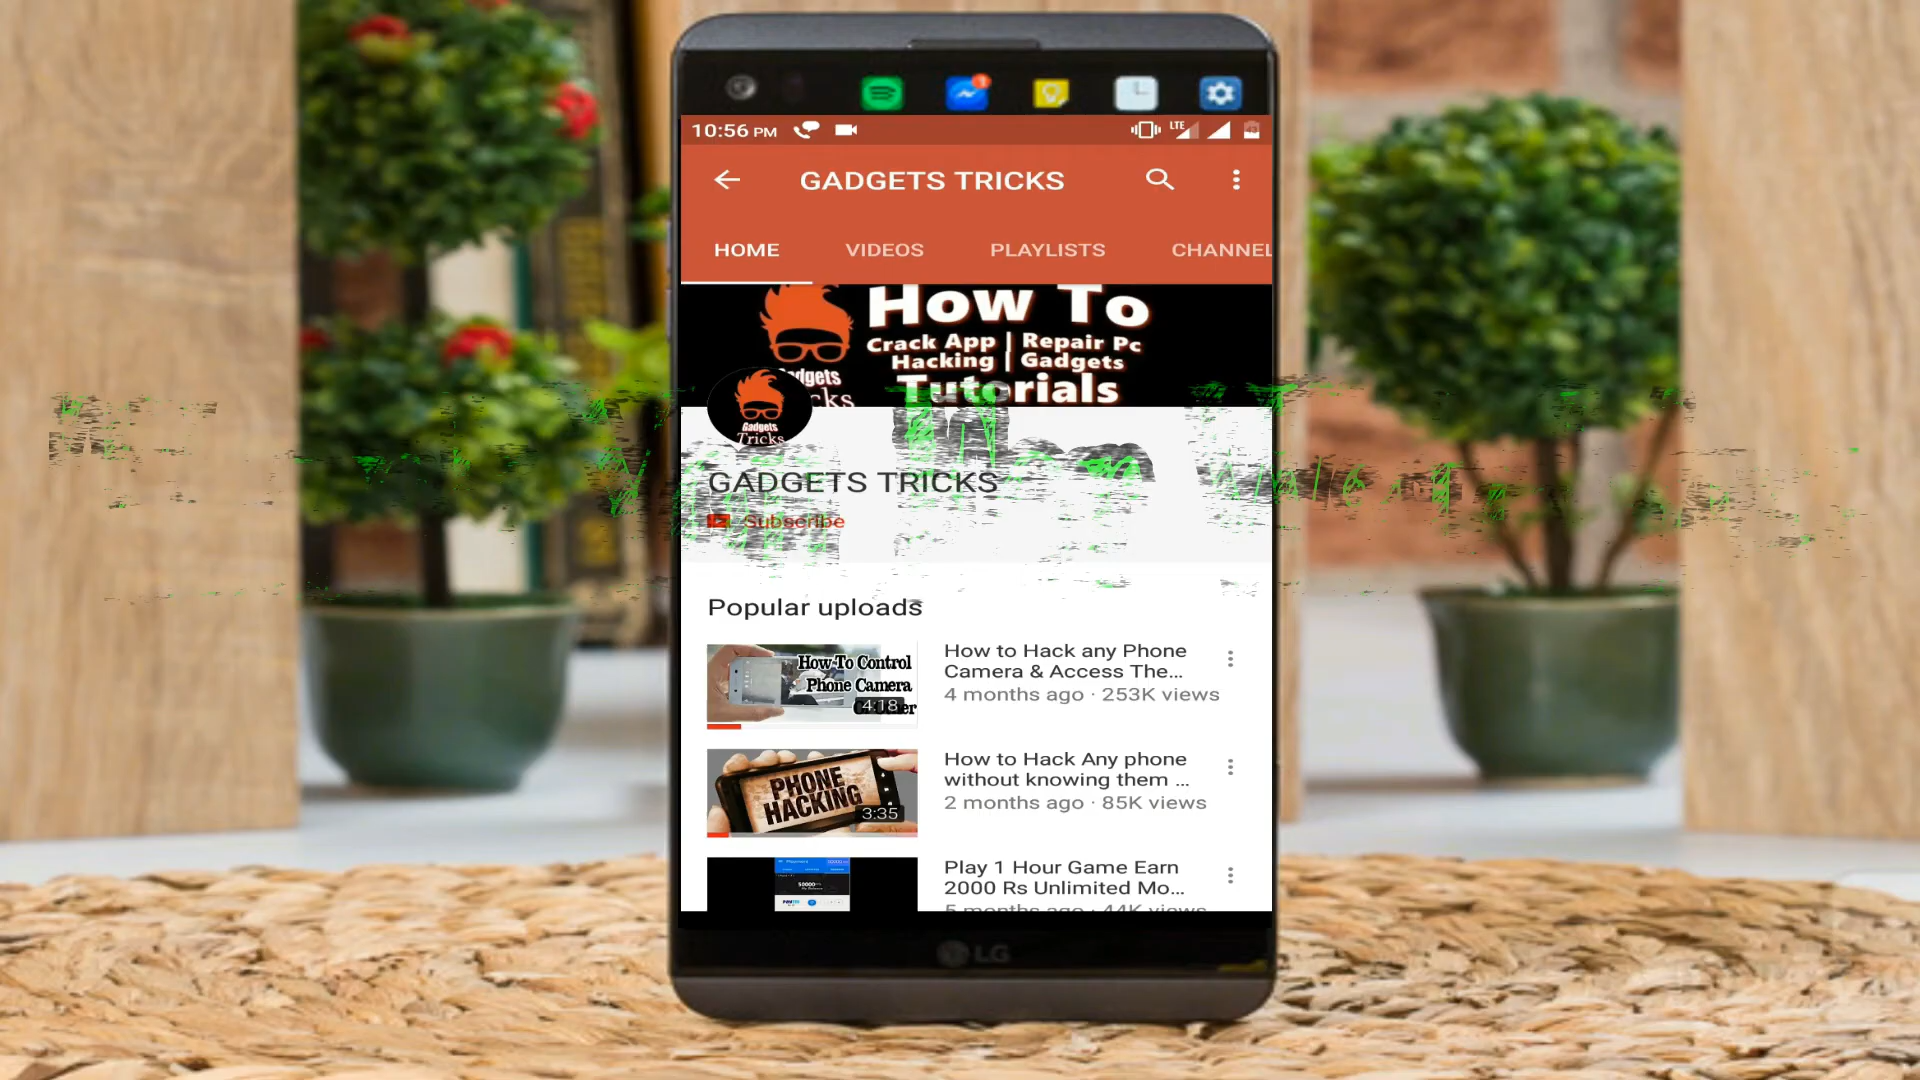 10:56 PM
LTE
43
GADGETS TRICKS
HOME VIDEOS PLAYLISTS CHANNEL
How To
Crack App | Repair Pc
Hacking | Gadgets
Tutorials
Gadgets
Tricks
GADGETS TRICKS
Subscribe
Popular uploads
How To Control
Phone Camera
4:18
How to Hack any Phone
Camera & Access The...
4 months ago · 253K views
PHONE
HACKING
3:35
How to Hack Any phone
without knowing them ...
2 months ago · 85K views
50000
Play 1 Hour Game Earn
2000 Rs Unlimited Mo...
5 months ago · 44K views
LG